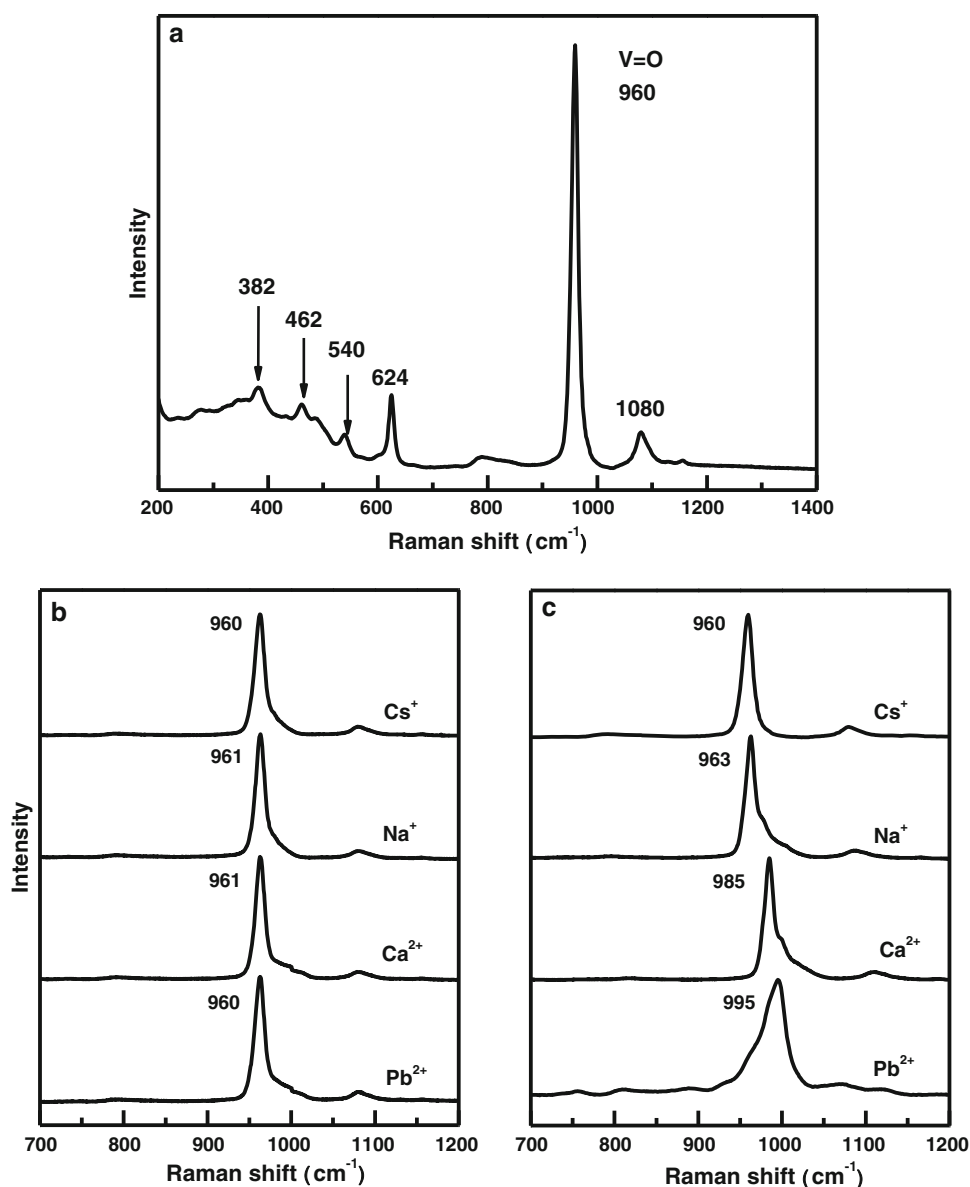 a
V=O
960
382
462
540
624
1080
Intensity
200 400 600 800 1000 1200 1400
Raman shift (cm⁻¹)
b
960
Cs⁺
961
Na⁺
961
Ca²⁺
960
Pb²⁺
Intensity
700 800 900 1000 1100 1200
Raman shift (cm⁻¹)
c
960
Cs⁺
963
Na⁺
985
Ca²⁺
995
Pb²⁺
700 800 900 1000 1100 1200
Raman shift (cm⁻¹)